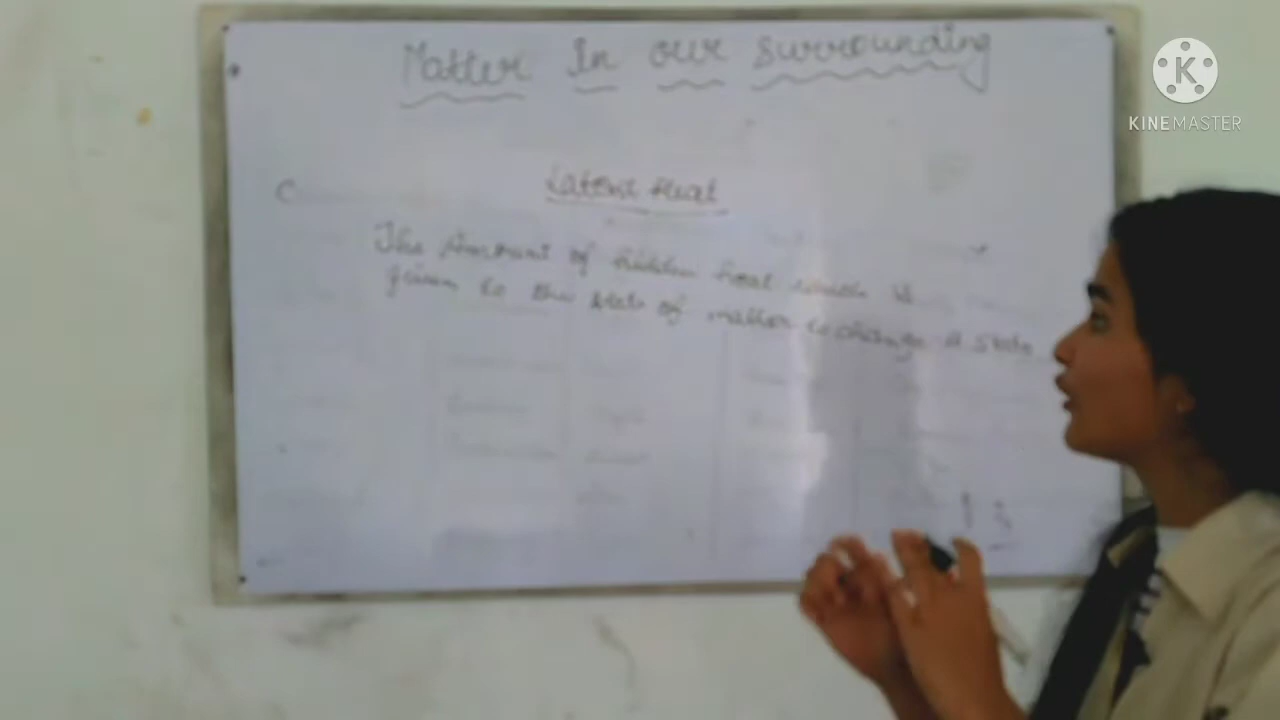 Matter In our surrounding
KINEMASTER
Latent Heat
The Amount of hidden heat which is
given to the state of matter to change it state